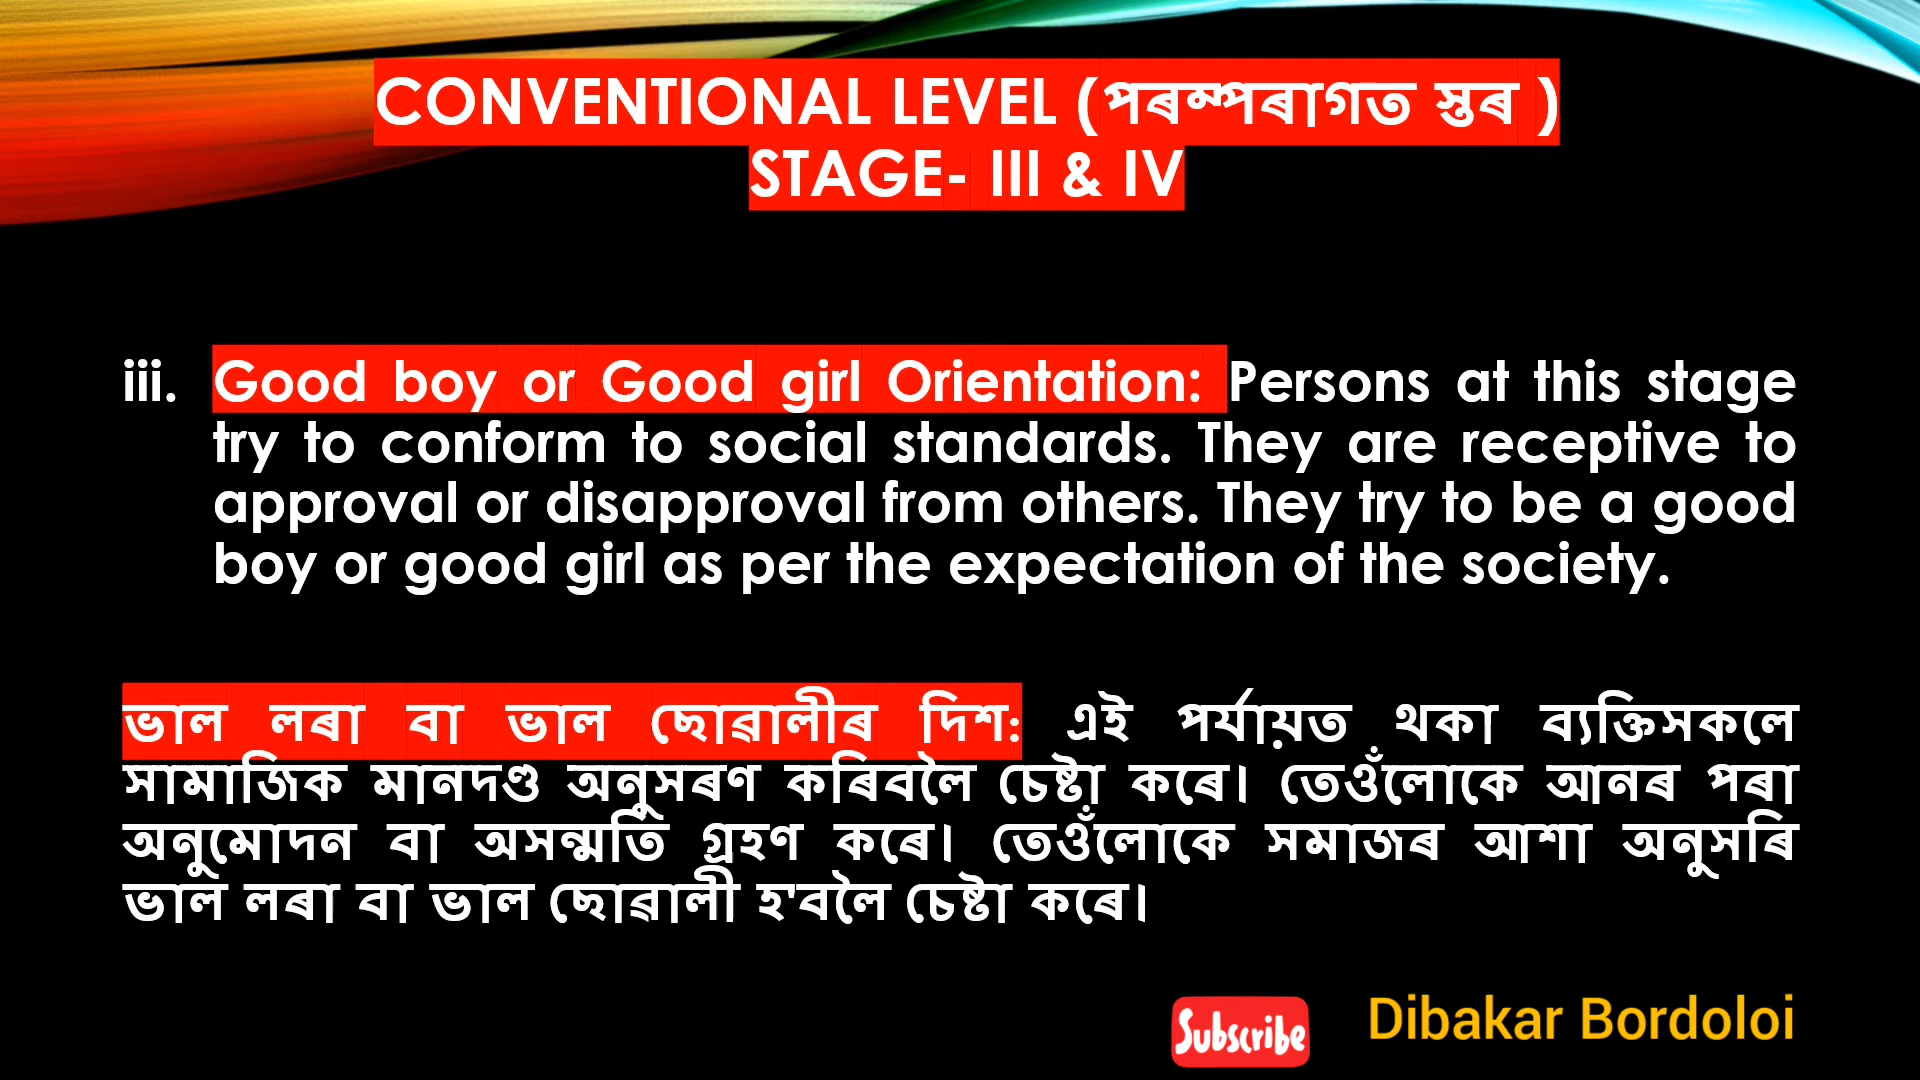 CONVENTIONAL LEVEL (পৰম্পৰাগত স্তৰ )
STAGE- III & IV
iii. Good boy or Good girl Orientation: Persons at this stage
try to conform to social standards. They are receptive to
approval or disapproval from others. They try to be a good
boy or good girl as per the expectation of the society.
ভাল লৰা বা ভাল ছোৱালীৰ দিশ: এই পৰ্যায়ত থকা ব্যক্তিসকলে
সামাজিক মানদণ্ড অনুসৰণ কৰিবলৈ চেষ্টা কৰে। তেওঁলোকে আনৰ পৰা
অনুমোদন বা অসন্মতি গ্ৰহণ কৰে। তেওঁলোকে সমাজৰ আশা অনুসৰি
ভাল লৰা বা ভাল ছোৱালী হ'বলৈ চেষ্টা কৰে।
Subscribe Dibakar Bordoloi